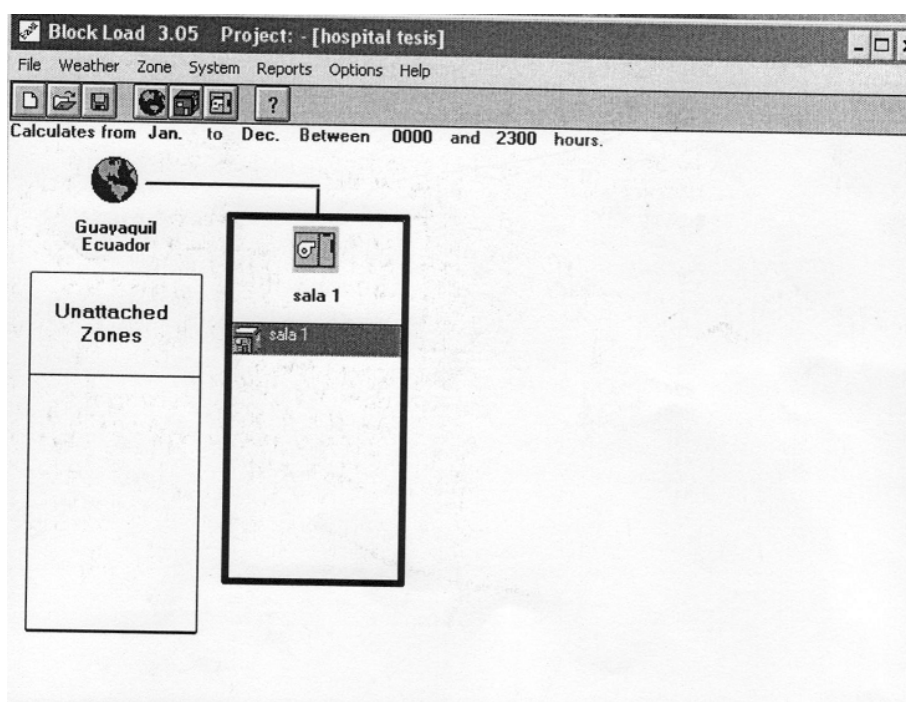 Block Load 3.05 Project: - [hospital tesis]
File Weather Zone System Reports Options Help
?
Calculates from Jan. to Dec. Between 0000 and 2300 hours.
Guayaquil
Ecuador
sala 1
Unattached
Zones
sala 1